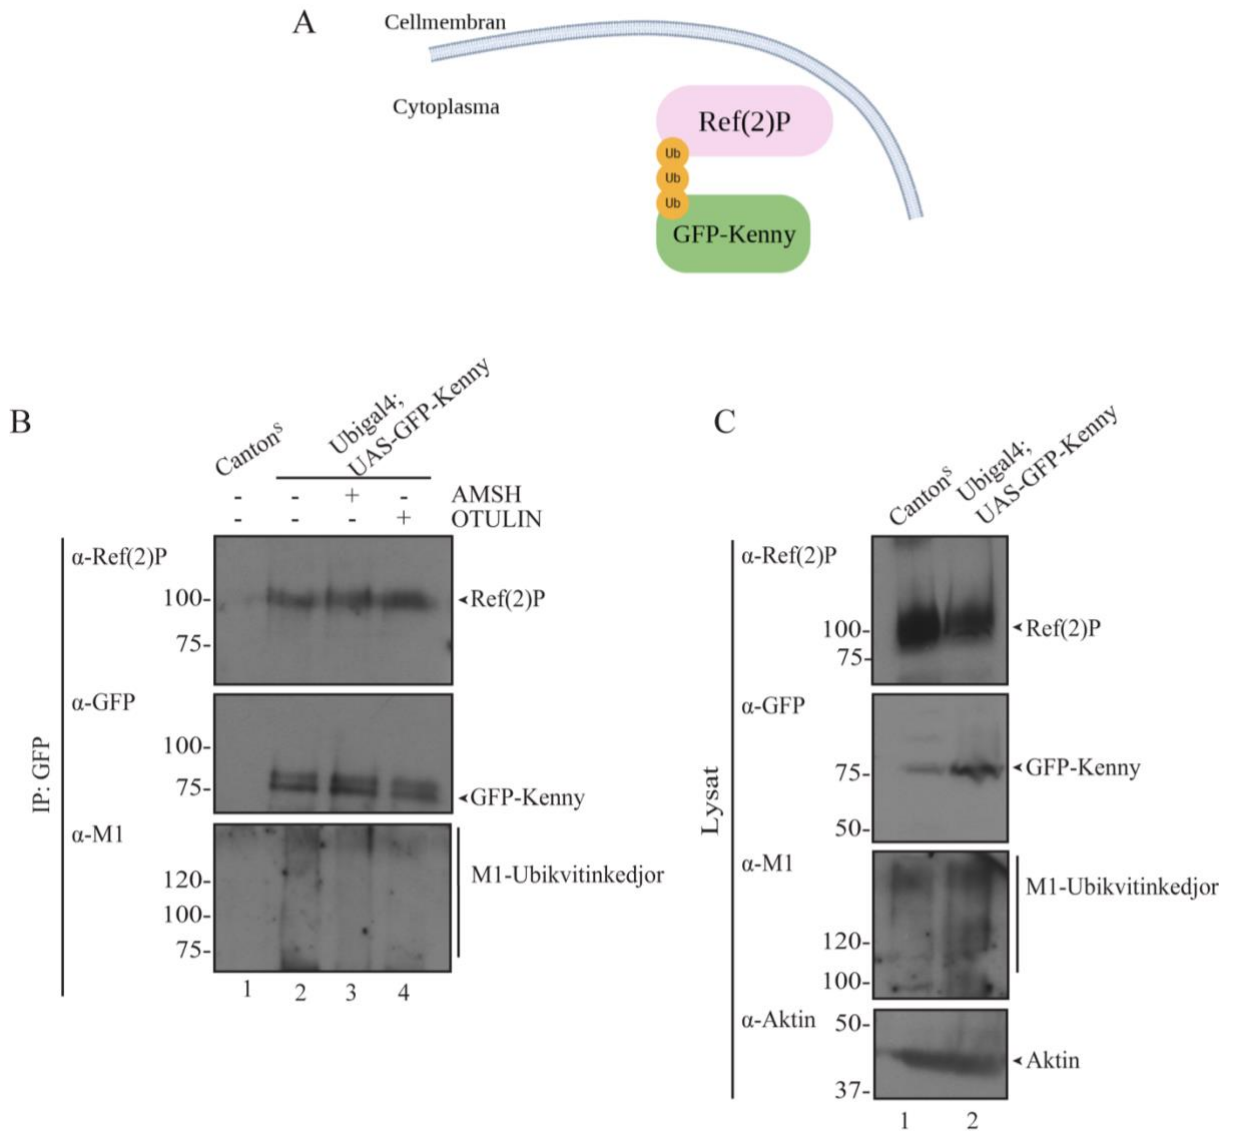 A
Cellmembran
Cytoplasma
Ref(2)P
Ub
Ub
Ub
GFP-Kenny
B
Canton^S
Ubigal4;
UAS-GFP-Kenny
- - + - AMSH
- - - + OTULIN
IP: GFP
α-Ref(2)P
100-
Ref(2)P
75-
α-GFP
100-
75-
GFP-Kenny
α-M1
M1-Ubikvitinkedjor
120-
100-
75-
1 2 3 4
C
Canton^S
Ubigal4;
UAS-GFP-Kenny
Lysat
α-Ref(2)P
100-
Ref(2)P
75-
α-GFP
75-
GFP-Kenny
50-
α-M1
M1-Ubikvitinkedjor
120-
100-
α-Aktin
50-
Aktin
37-
1 2